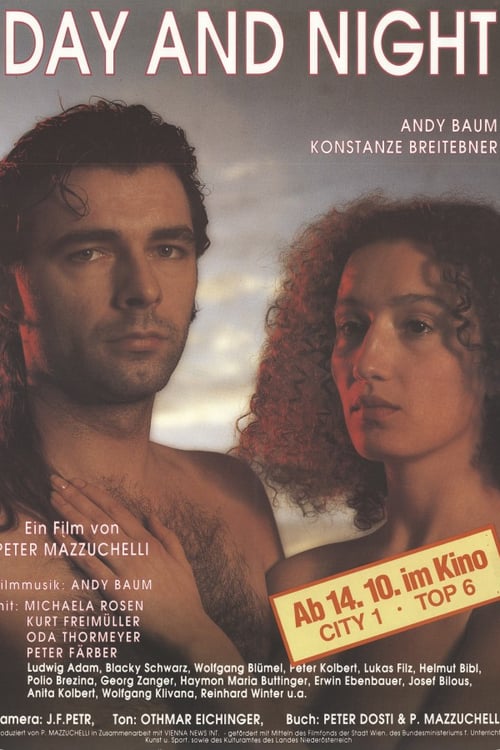 DAY AND NIGHT
ANDY BAUM
KONSTANZE BREITEBNER
Ein Film von
PETER MAZZUCHELLI
filmmusik: ANDY BAUM
mit: MICHAELA ROSEN
KURT FREIMÜLLER
ODA THORMEYER
PETER FÄRBER
Ab 14. 10. im Kino
CITY 1 · TOP 6
Ludwig Adam, Blacky Schwarz, Wolfgang Blümel, Peter Kolbert, Lukas Filz, Helmut Bibl,
Polio Brezina, Georg Zanger, Haymon Maria Buttinger, Erwin Ebenbauer, Josef Bilous,
Anita Kolbert, Wolfgang Klivana, Reinhard Winter u.a.
amera: J.F.PETR, Ton: OTHMAR EICHINGER, Buch: PETER DOSTI & P. MAZZUCHELL
oduziert von P. MAZZUCHELLI in Zusammenarbeit mit VIENNA NEWS INT. - gefördert mit Mitteln des Filmfonds der Stadt Wien, des Bundesministeriums f. Unterric
Kunst u. Sport, sowie des Kulturamtes des Landes Niederösterreich